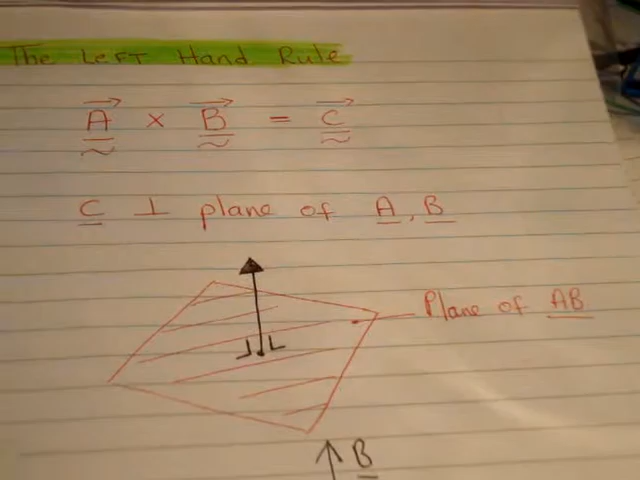 The Left Hand Rule
A × B = C
C ⊥ plane of A, B
Plane of AB
B